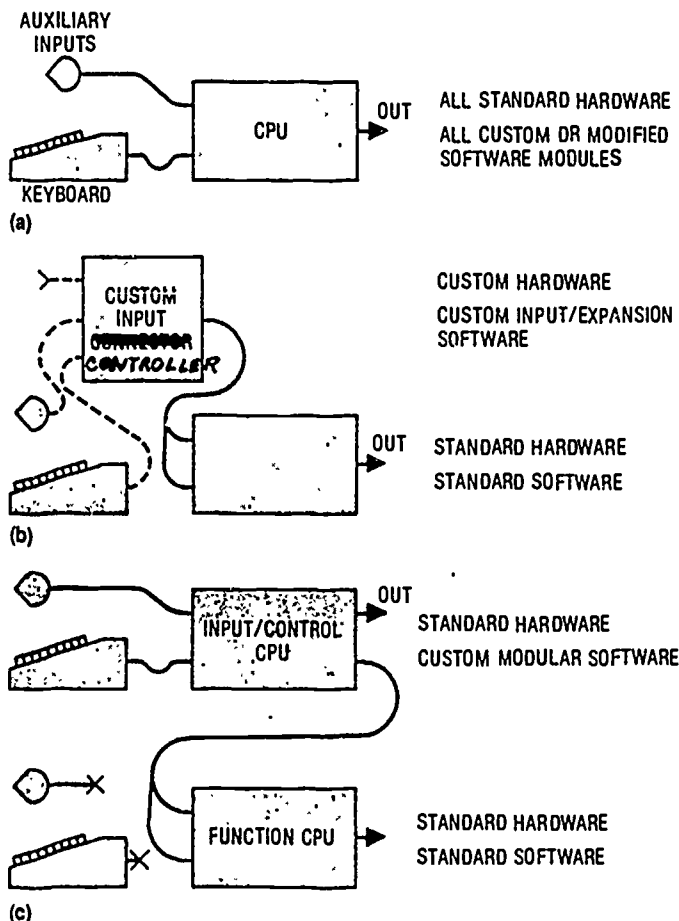 AUXILIARY
INPUTS
CPU
OUT
ALL STANDARD HARDWARE
ALL CUSTOM OR MODIFIED
SOFTWARE MODULES
KEYBOARD
(a)
CUSTOM
INPUT
CONTROLLER
CUSTOM HARDWARE
CUSTOM INPUT/EXPANSION
SOFTWARE
OUT
STANDARD HARDWARE
STANDARD SOFTWARE
(b)
INPUT/CONTROL
CPU
OUT
STANDARD HARDWARE
CUSTOM MODULAR SOFTWARE
FUNCTION CPU
STANDARD HARDWARE
STANDARD SOFTWARE
(c)